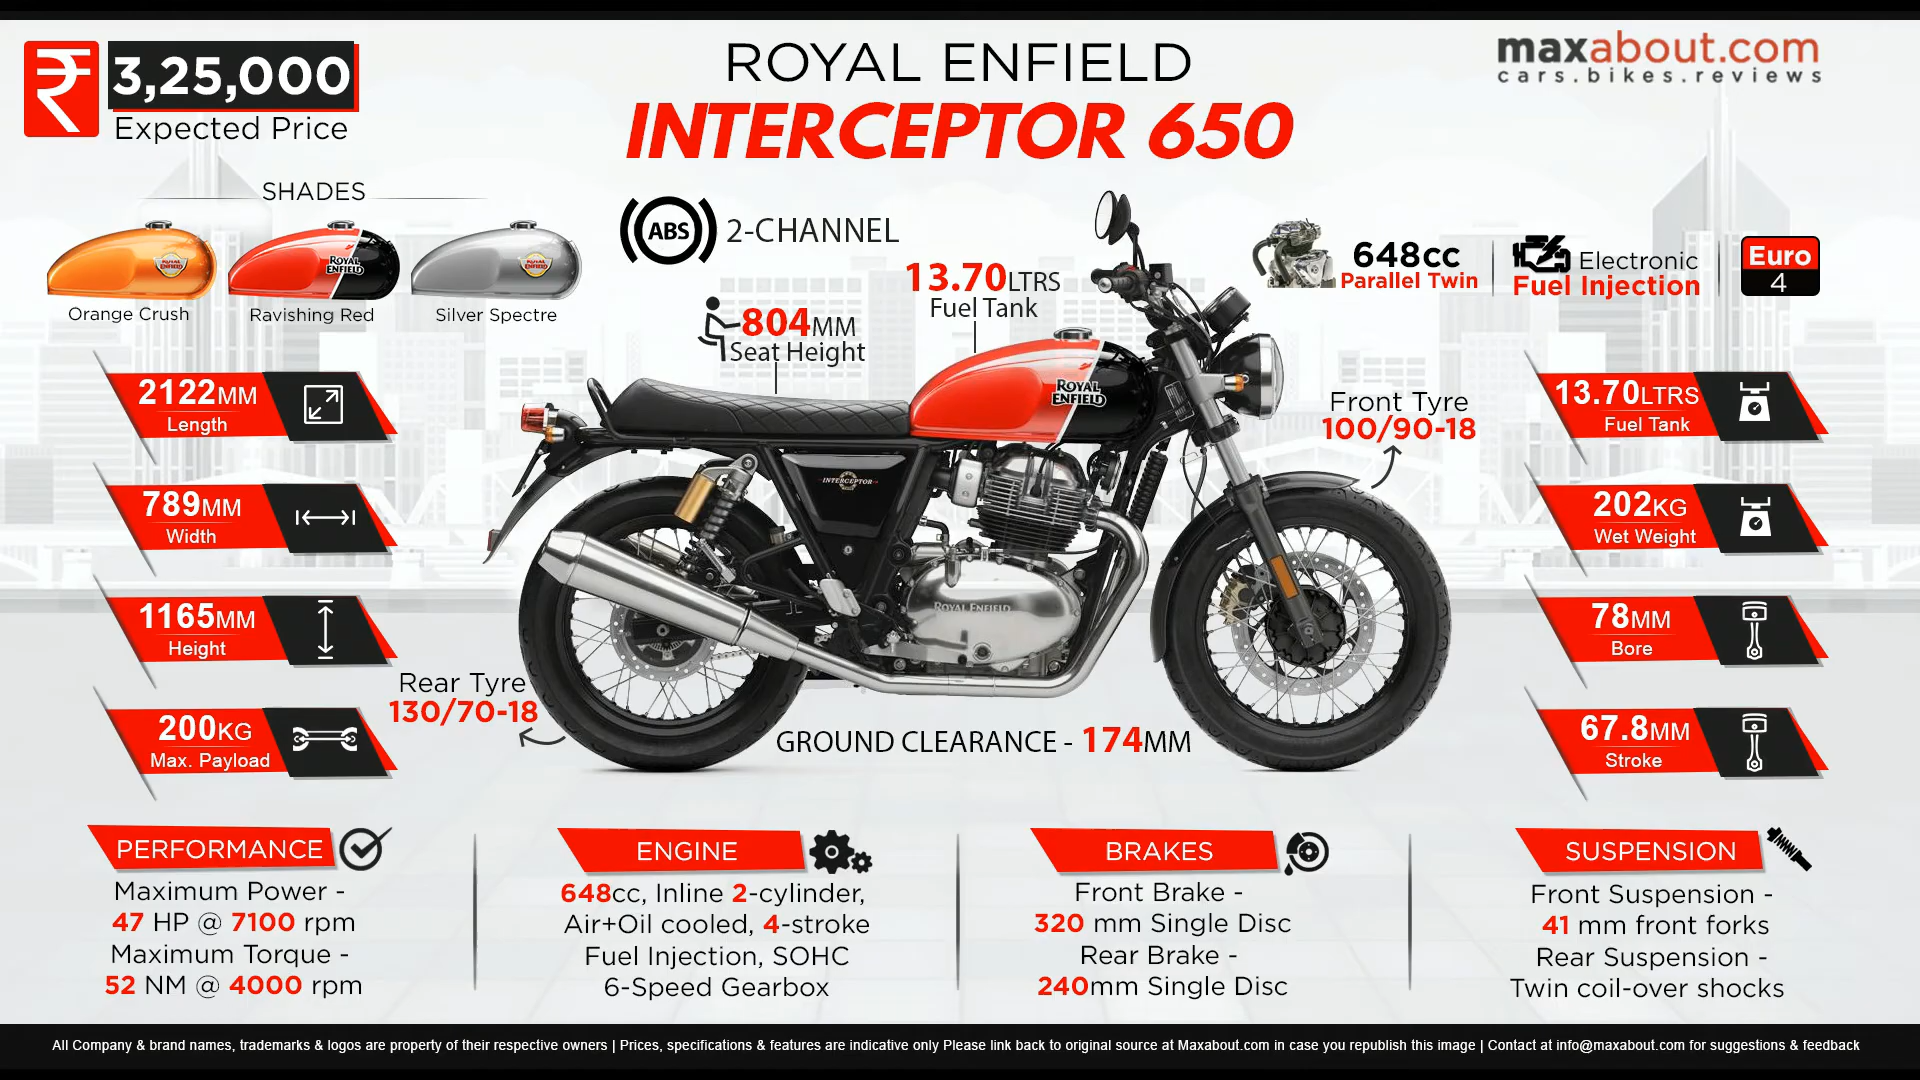 ₹ 3,25,000
Expected Price
ROYAL ENFIELD
INTERCEPTOR 650
maxabout.com
cars.bikes.reviews
SHADES
ROYAL ENFIELD
ROYAL ENFIELD
ROYAL ENFIELD
Orange Crush
Ravishing Red
Silver Spectre
ABS 2-CHANNEL
13.70LTRS
Fuel Tank
804MM
Seat Height
648cc
Parallel Twin
Electronic
Fuel Injection
Euro
4
2122MM
Length
789MM
Width
1165MM
Height
200KG
Max. Payload
ROYAL
ENFIELD
INTERCEPTOR
ROYAL ENFIELD
Front Tyre
100/90-18
Rear Tyre
130/70-18
GROUND CLEARANCE - 174MM
13.70LTRS
Fuel Tank
202KG
Wet Weight
78MM
Bore
67.8MM
Stroke
PERFORMANCE
Maximum Power -
47 HP @ 7100 rpm
Maximum Torque -
52 NM @ 4000 rpm
ENGINE
648cc, Inline 2-cylinder,
Air+Oil cooled, 4-stroke
Fuel Injection, SOHC
6-Speed Gearbox
BRAKES
Front Brake -
320 mm Single Disc
Rear Brake -
240mm Single Disc
SUSPENSION
Front Suspension -
41 mm front forks
Rear Suspension -
Twin coil-over shocks
All Company & brand names, trademarks & logos are property of their respective owners | Prices, specifications & features are indicative only Please link back to original source at Maxabout.com in case you republish this image | Contact at info@maxabout.com for suggestions & feedback